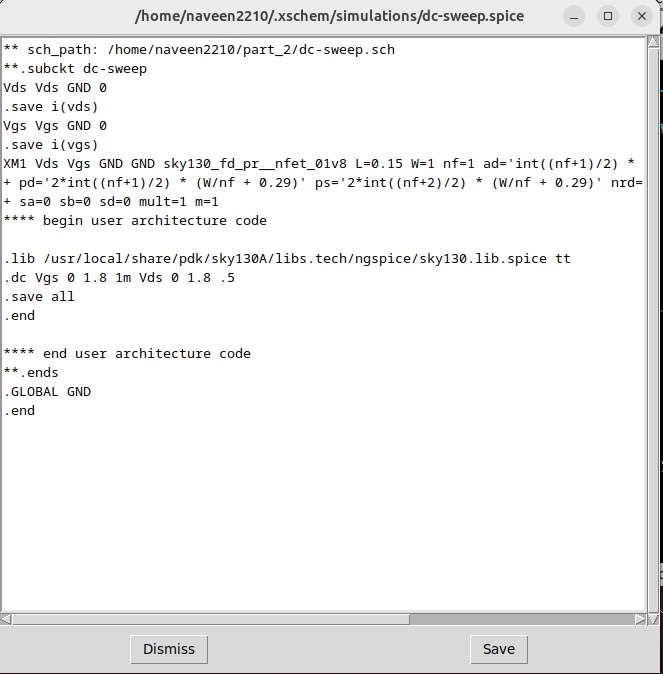 /home/naveen2210/.xschem/simulations/dc-sweep.spice
** sch_path: /home/naveen2210/part_2/dc-sweep.sch
**.subckt dc-sweep
Vds Vds GND 0
.save i(vds)
Vgs Vgs GND 0
.save i(vgs)
XM1 Vds Vgs GND GND sky130_fd_pr__nfet_01v8 L=0.15 W=1 nf=1 ad='int((nf+1)/2) *
+ pd='2*int((nf+1)/2) * (W/nf + 0.29)' ps='2*int((nf+2)/2) * (W/nf + 0.29)' nrd=
+ sa=0 sb=0 sd=0 mult=1 m=1
**** begin user architecture code
.lib /usr/local/share/pdk/sky130A/libs.tech/ngspice/sky130.lib.spice tt
.dc Vgs 0 1.8 1m Vds 0 1.8 .5
.save all
.end
**** end user architecture code
**.ends
.GLOBAL GND
.end
Dismiss
Save